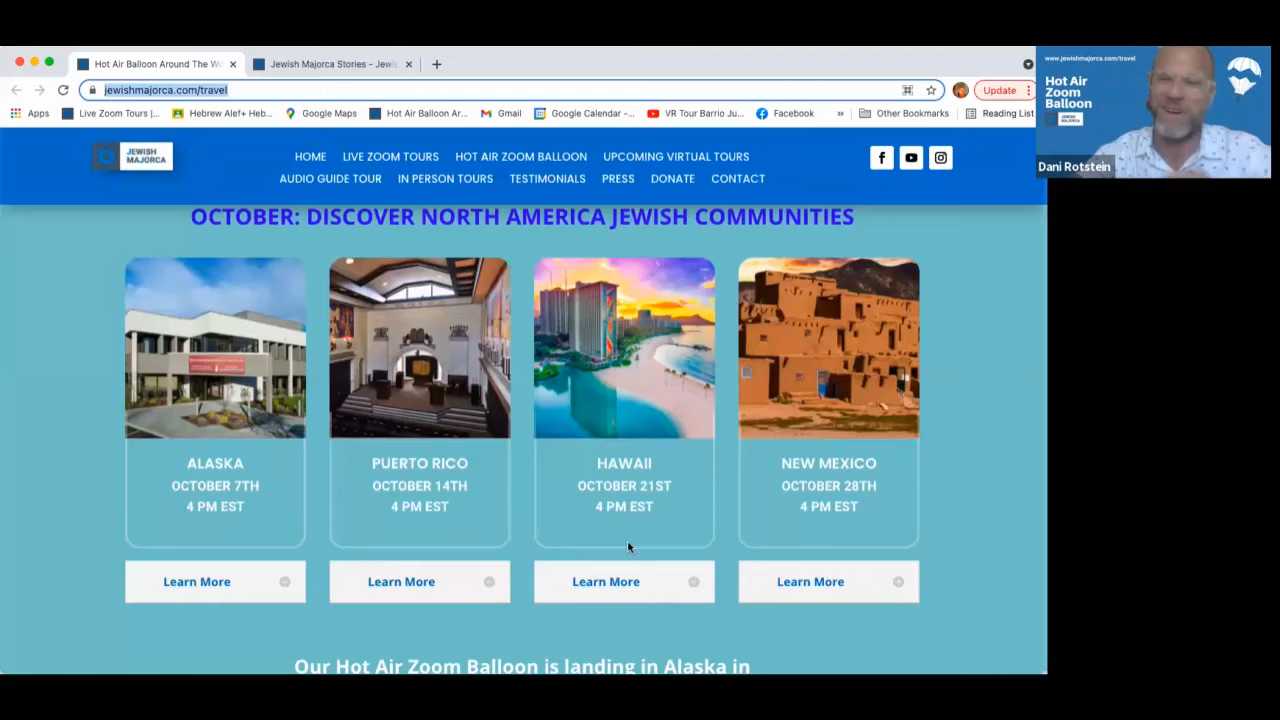 Hot Air Balloon Around The Wo
Jewish Majorca Stories - Jewis
jewishmajorca.com/travel
Update
Apps
Live Zoom Tours |...
Hebrew Alef+ Heb...
Google Maps
Hot Air Balloon Ar...
Gmail
Google Calendar -...
VR Tour Barrio Ju...
Facebook
»
Other Bookmarks
Reading List
www.jewishmajorca.com/travel
Hot Air
Zoom
Balloon
JEWISH
MAJORCA
Dani Rotstein
JEWISH
MAJORCA
HOME LIVE ZOOM TOURS HOT AIR ZOOM BALLOON UPCOMING VIRTUAL TOURS
AUDIO GUIDE TOUR IN PERSON TOURS TESTIMONIALS PRESS DONATE CONTACT
OCTOBER: DISCOVER NORTH AMERICA JEWISH COMMUNITIES
ALASKA
OCTOBER 7TH
4 PM EST
PUERTO RICO
OCTOBER 14TH
4 PM EST
HAWAII
OCTOBER 21ST
4 PM EST
NEW MEXICO
OCTOBER 28TH
4 PM EST
Learn More
Learn More
Learn More
Learn More
Our Hot Air Zoom Balloon is landing in Alaska in